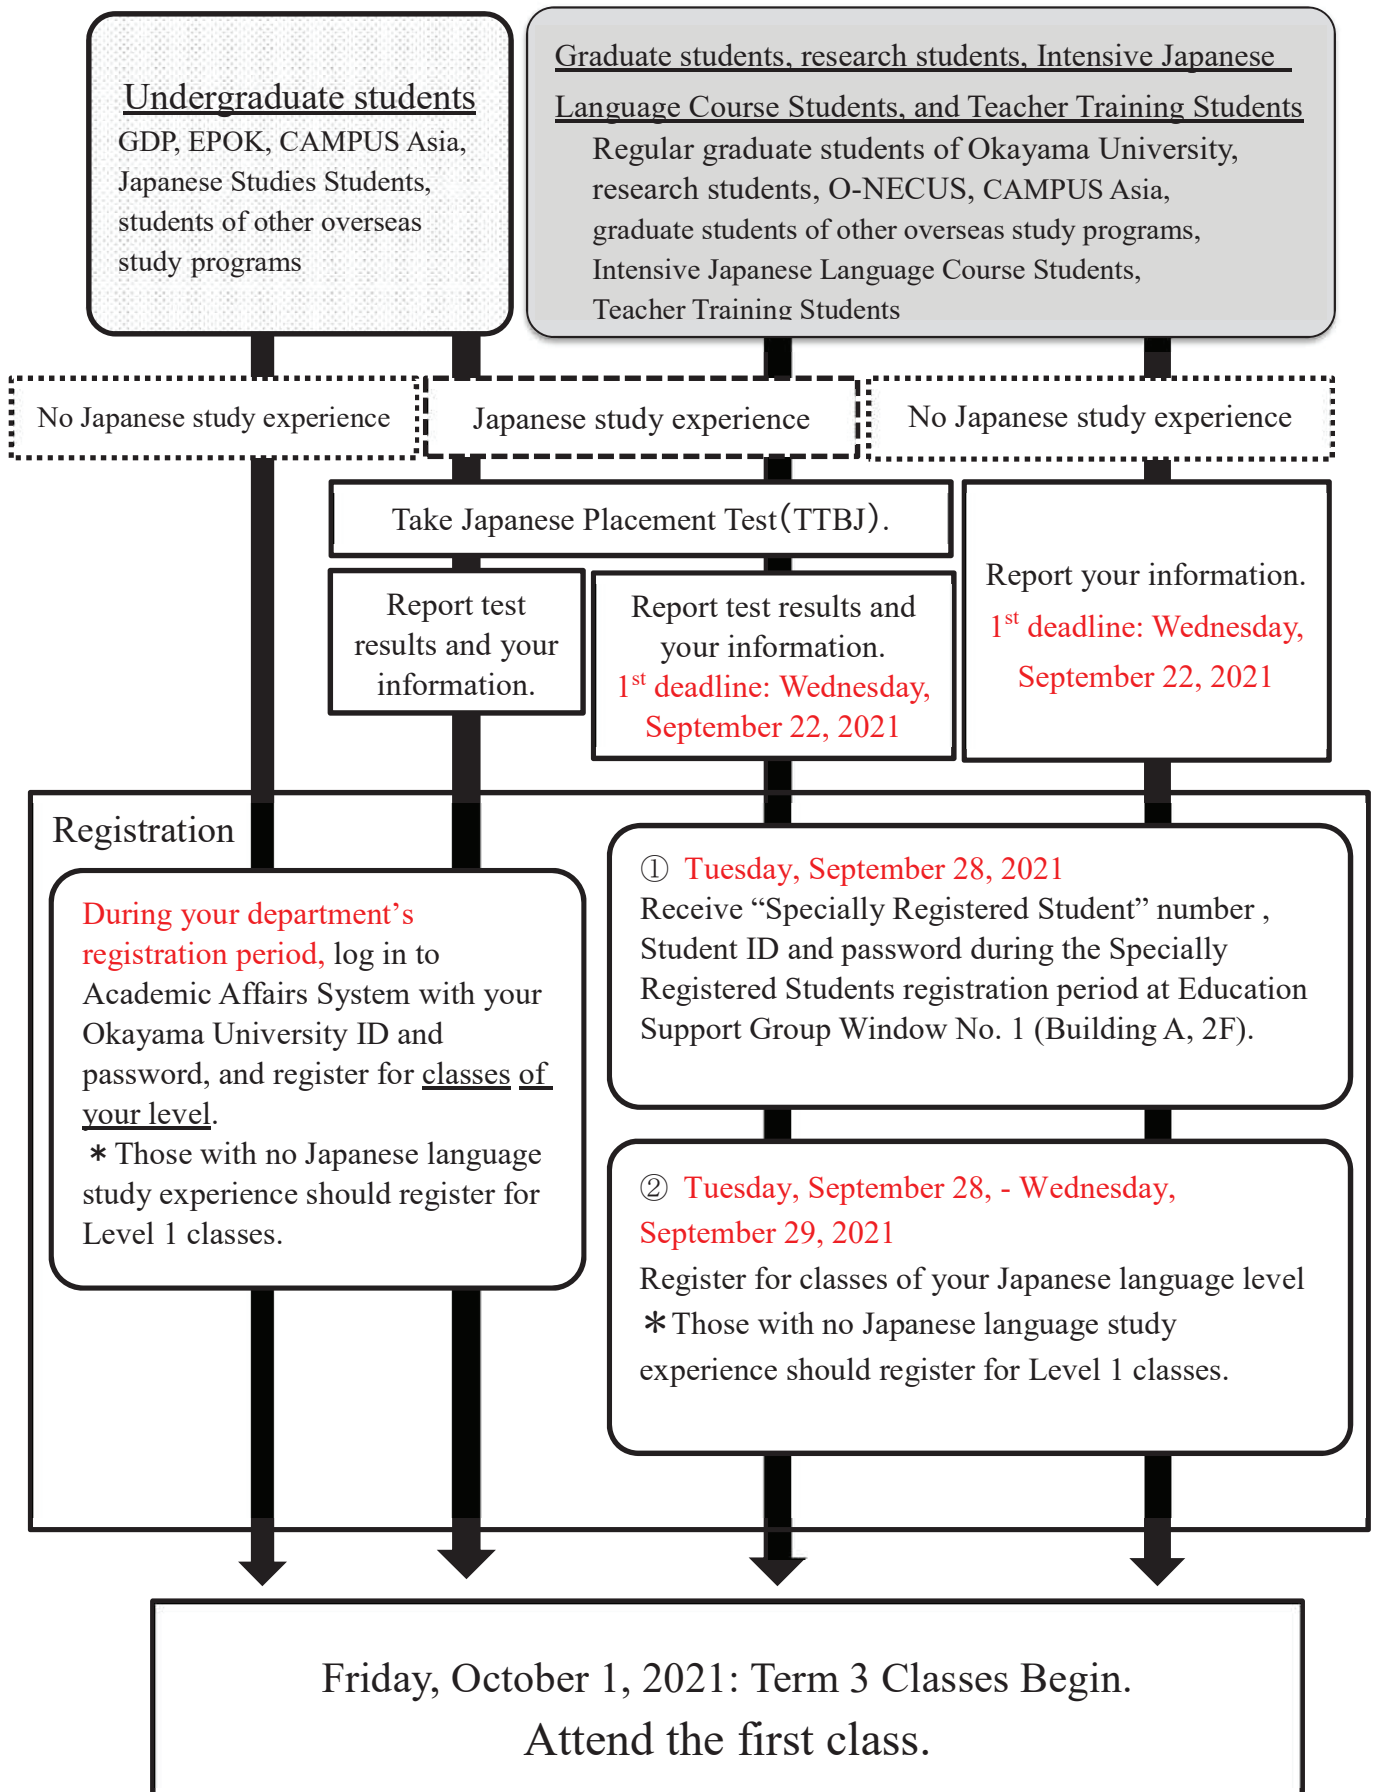 Undergraduate students
GDP, EPOK, CAMPUS Asia,
Japanese Studies Students,
students of other overseas
study programs
Graduate students, research students, Intensive Japanese
Language Course Students, and Teacher Training Students
Regular graduate students of Okayama University,
research students, O-NECUS, CAMPUS Asia,
graduate students of other overseas study programs,
Intensive Japanese Language Course Students,
Teacher Training Students
No Japanese study experience
Japanese study experience
No Japanese study experience
Take Japanese Placement Test(TTBJ).
Report test
results and your
information.
Report test results and
your information.
1st deadline: Wednesday,
September 22, 2021
Report your information.
1st deadline: Wednesday,
September 22, 2021
Registration
During your department's
registration period, log in to
Academic Affairs System with your
Okayama University ID and
password, and register for classes of
your level.
＊Those with no Japanese language
study experience should register for
Level 1 classes.
① Tuesday, September 28, 2021
Receive “Specially Registered Student” number ,
Student ID and password during the Specially
Registered Students registration period at Education
Support Group Window No. 1 (Building A, 2F).
② Tuesday, September 28, - Wednesday,
September 29, 2021
Register for classes of your Japanese language level
＊Those with no Japanese language study
experience should register for Level 1 classes.
Friday, October 1, 2021: Term 3 Classes Begin.
Attend the first class.